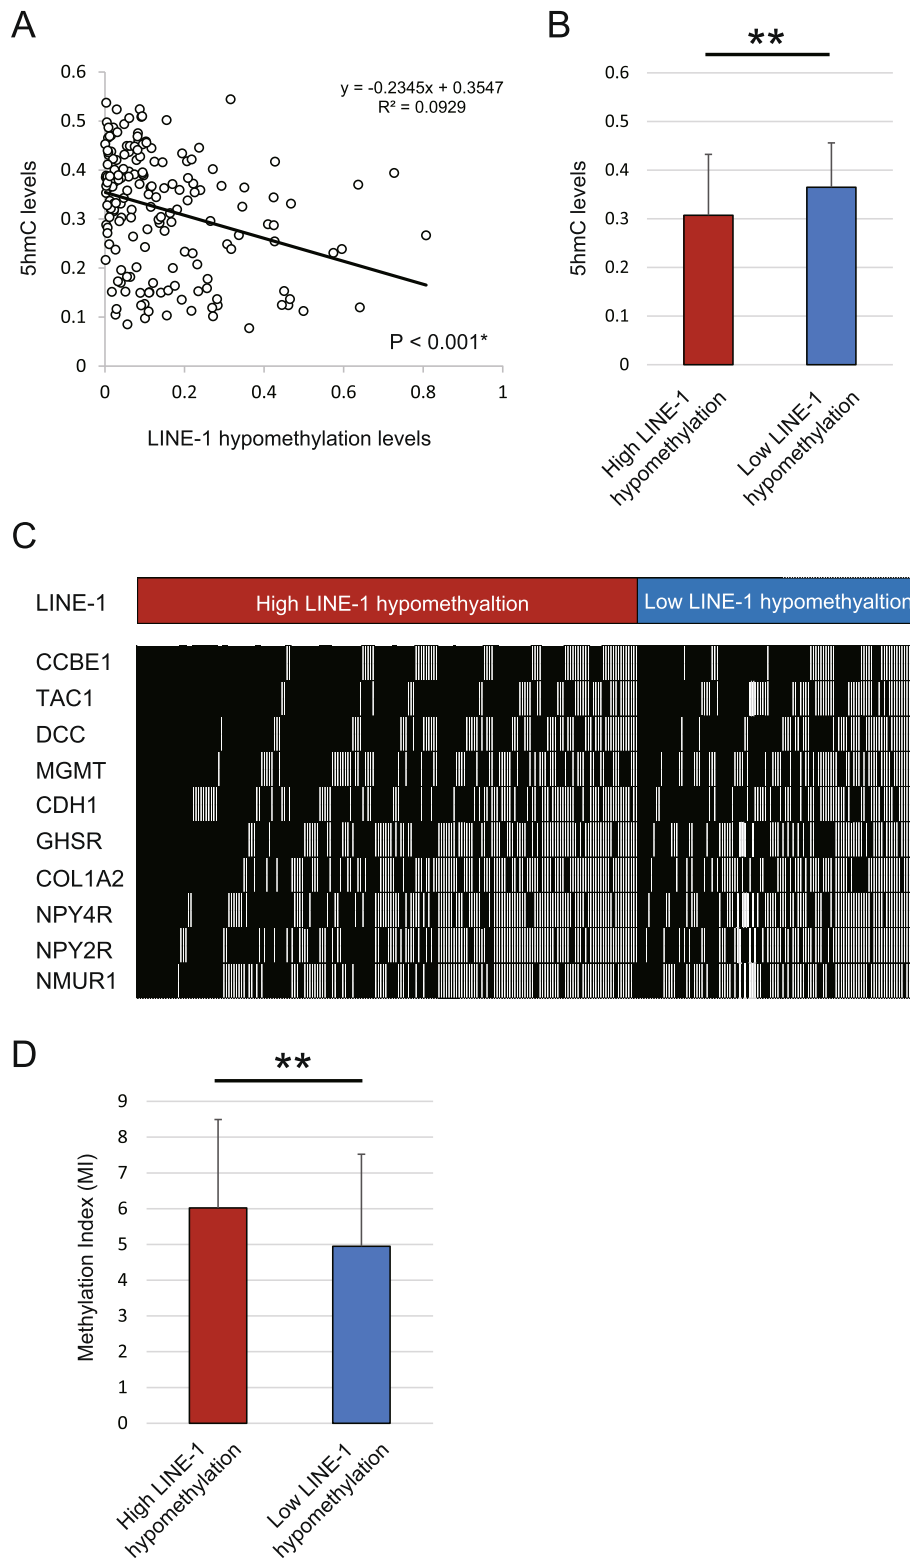 A
y = -0.2345x + 0.3547
R² = 0.0929
0.6
0.5
0.4
0.3
0.2
0.1
0
5hmC levels
P < 0.001*
0 0.2 0.4 0.6 0.8 1
LINE-1 hypomethylation levels
B
**
0.6
0.5
0.4
0.3
0.2
0.1
0
5hmC levels
High LINE-1
hypomethylation
Low LINE-1
hypomethylation
C
LINE-1 High LINE-1 hypomethyaltion Low LINE-1 hypomethyaltion
CCBE1
TAC1
DCC
MGMT
CDH1
GHSR
COL1A2
NPY4R
NPY2R
NMUR1
D
**
9
8
7
6
5
4
3
2
1
0
Methylation Index (MI)
High LINE-1
hypomethylation
Low LINE-1
hypomethylation